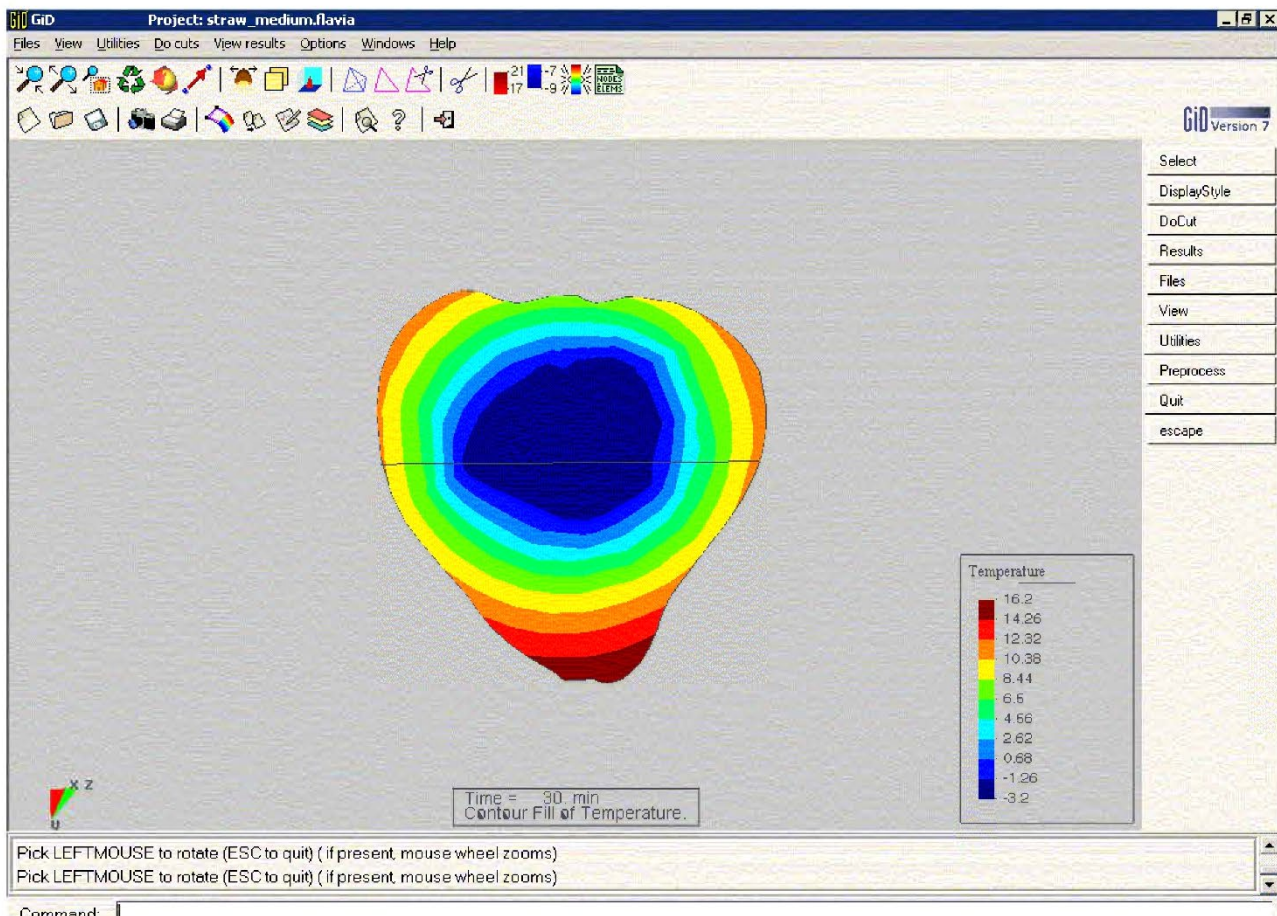 GiD Project: straw_medium.flavia
Files View Utilities Do cuts View results Options Windows Help
21 -7
17 -9
NODES
ELEMS
GiD Version 7
Select
DisplayStyle
DoCut
Results
Files
View
Utilities
Preprocess
Quit
escape
Temperature
16.2
14.26
12.32
10.38
8.44
6.5
4.56
2.62
0.68
-1.26
-3.2
X Z
Time = 30. min
Contour Fill of Temperature.
Pick LEFTMOUSE to rotate (ESC to quit) ( if present, mouse wheel zooms)
Pick LEFTMOUSE to rotate (ESC to quit) ( if present, mouse wheel zooms)
Command: